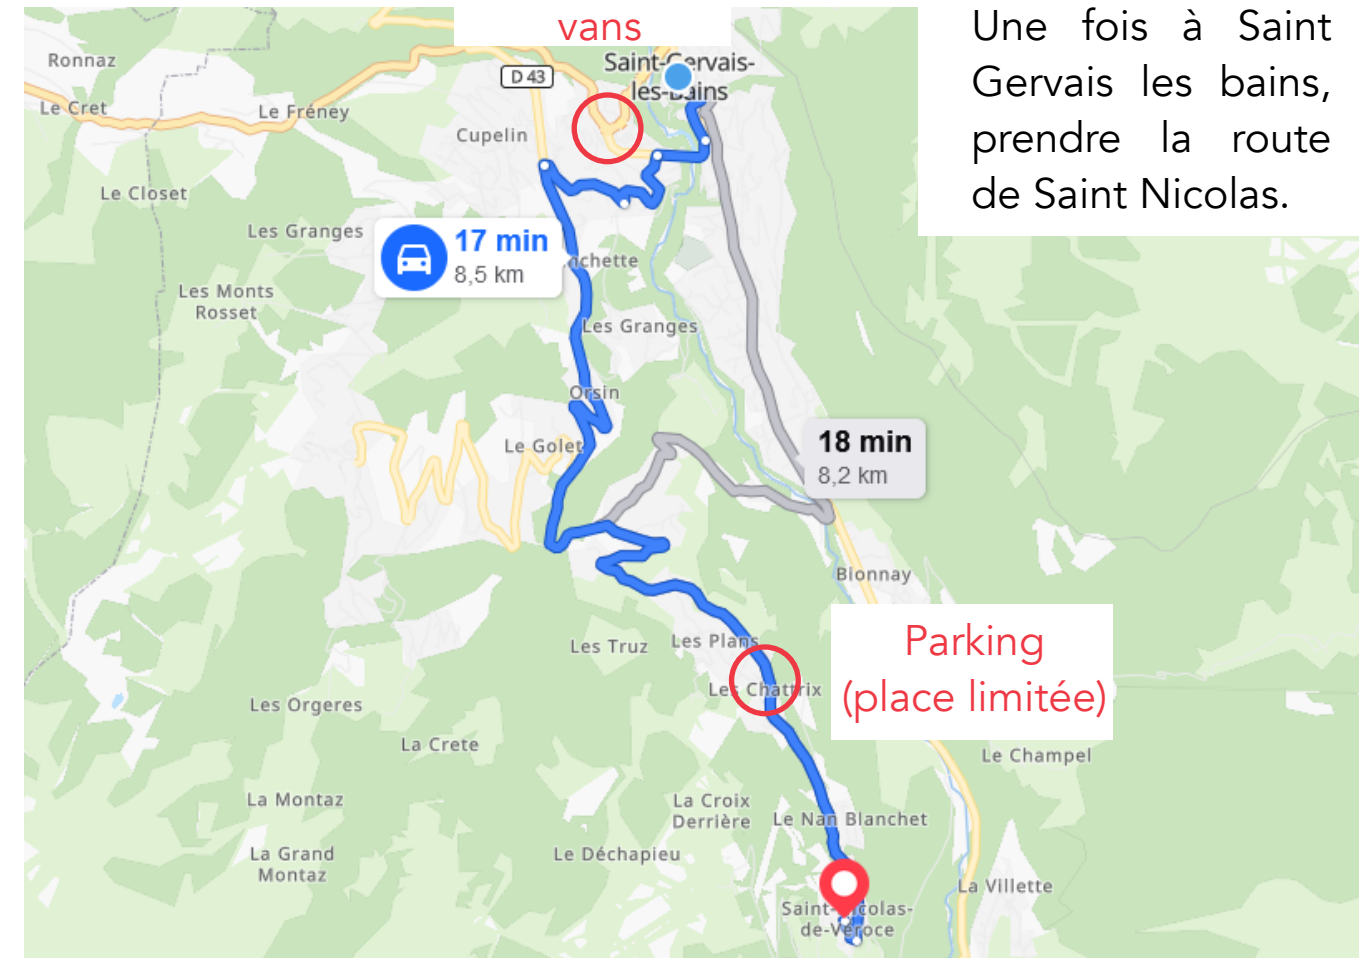 vans
Une fois à Saint
Gervais les bains,
prendre la route
de Saint Nicolas.
Ronnaz
D 43
Saint-Gervais-
les-Bains
Le Cret
Le Fréney
Cupelin
Le Closet
Les Granges
17 min
8,5 km
nchette
Les Monts
Rosset
Les Granges
Orsin
Le Golet
18 min
8,2 km
Bionnay
Parking
(place limitée)
Les Truz
Les Plans
Les Chattrix
Les Orgeres
La Crete
Le Champel
La Montaz
La Croix
Derrière
Le Nan Blanchet
La Grand
Montaz
Le Déchapieu
La Villette
Saint-Nicolas-
de-Véroce